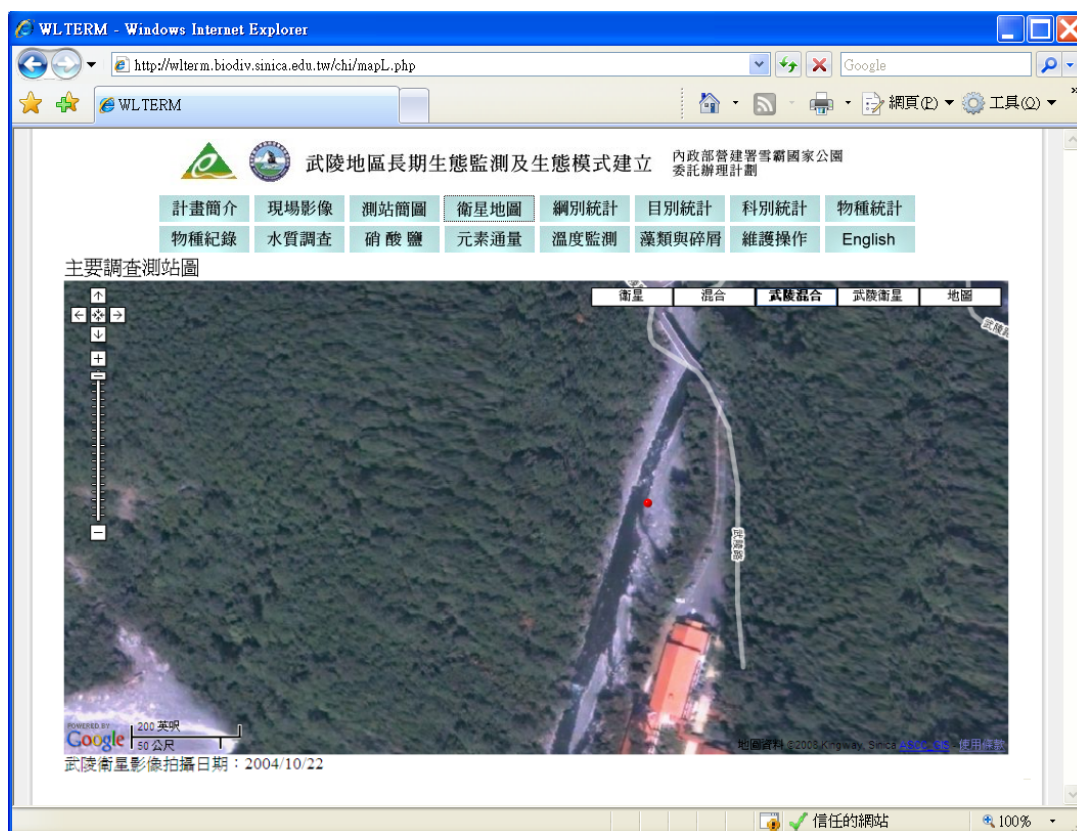 WLTERM - Windows Internet Explorer
http://wlterm.biodiv.sinica.edu.tw/chi/mapL.php
Google
WLTERM
網頁(P)
工具(O)
武陵地區長期生態監測及生態模式建立
內政部營建署雪霸國家公園
委託辦理計劃
計畫簡介 現場影像 測站簡圖 衛星地圖 綱別統計 目別統計 科別統計 物種統計
物種紀錄 水質調查 硝酸鹽 元素通量 溫度監測 藻類與碎屑 維護操作 English
主要調查測站圖
衛星 混合 武陵混合 武陵衛星 地圖
武陵路
武陵路
POWERED BY
Google
200 英呎
50 公尺
地圖資料 ©2008 Kingway, Sinica
- 使用條款
武陵衛星影像拍攝日期：2004/10/22
信任的網站
100%